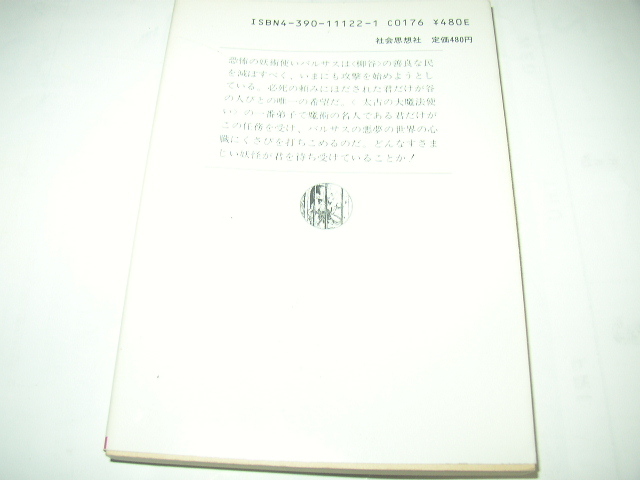 ISBN4-390-11122-1 C0176 ¥480E
社会思想社 定価480円
恐怖の妖術使いバルサスは〈柳谷〉の善良な民
を滅ぼすべく、いまにも攻撃を始めようとし
ている。必死の頼みにほだされた君だけが谷
の人びとの唯一の希望だ。〈太古の大魔法使
い〉の一番弟子で魔術の名人である君だけが
この任務を受け、バルサスの悪夢の世界の心
臓にくさびを打ちこめるのだ。どんなすさま
じい妖怪が君を待ち受けていることか!